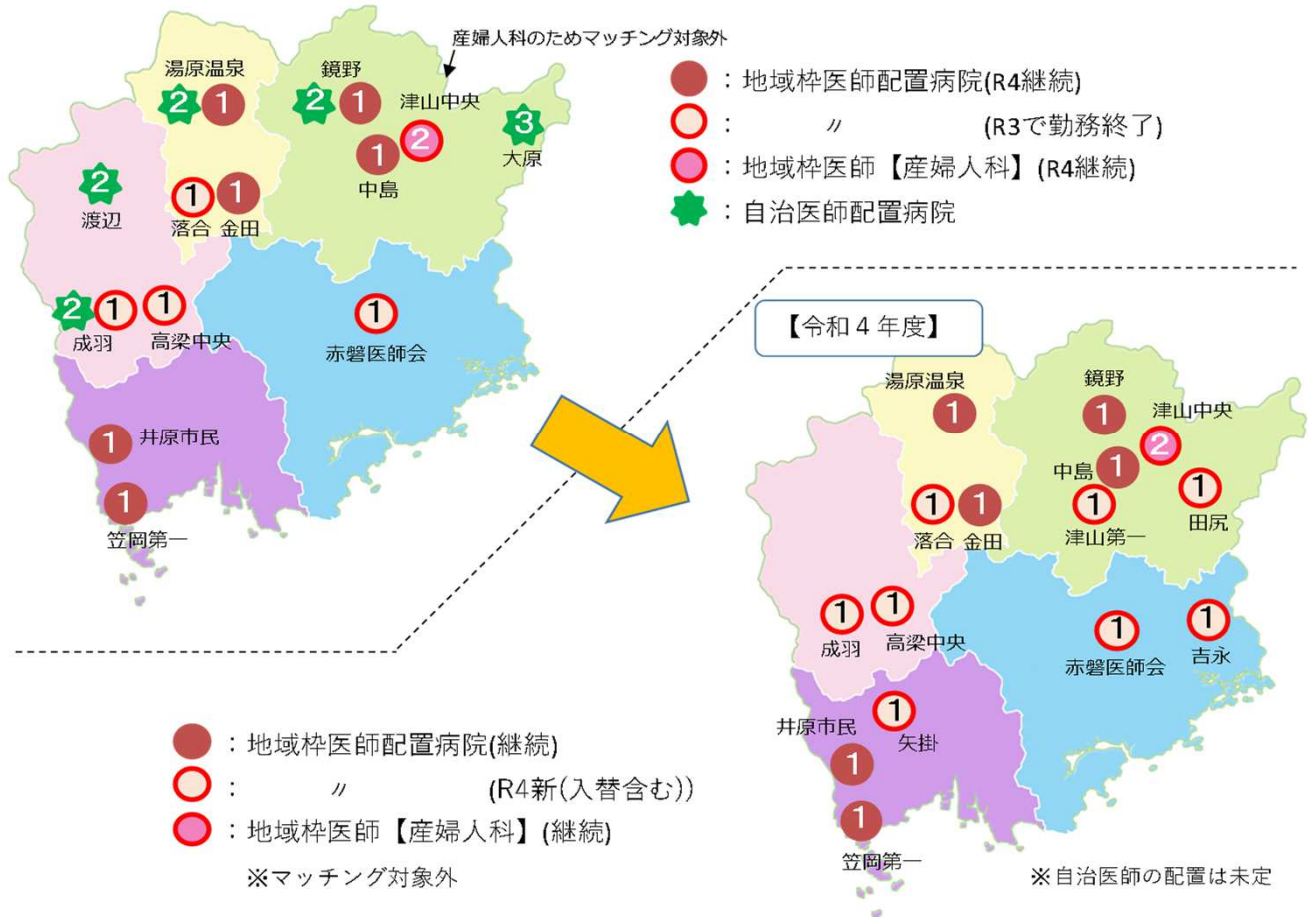 産婦人科のためマッチング対象外
湯原温泉
2 1
鏡野
2 1
津山中央
2
1
中島
3
大原
2
渡辺
1 1
落合 金田
2 1
成羽
1
高梁中央
1
赤磐医師会
1 井原市民
1
笠岡第一
：地域枠医師配置病院(R4継続)
：　〃　(R3で勤務終了)
：地域枠医師【産婦人科】(R4継続)
：自治医師配置病院
【令和４年度】
湯原温泉
1
鏡野
1
津山中央
2
中島 1
1
津山第一
1
田尻
1 1
落合 金田
1
成羽
1
高梁中央
1
赤磐医師会
1
吉永
井原市民
1
1
矢掛
1
笠岡第一
※自治医師の配置は未定
：地域枠医師配置病院(継続)
：　〃　(R4新(入替含む))
：地域枠医師【産婦人科】(継続)
※マッチング対象外